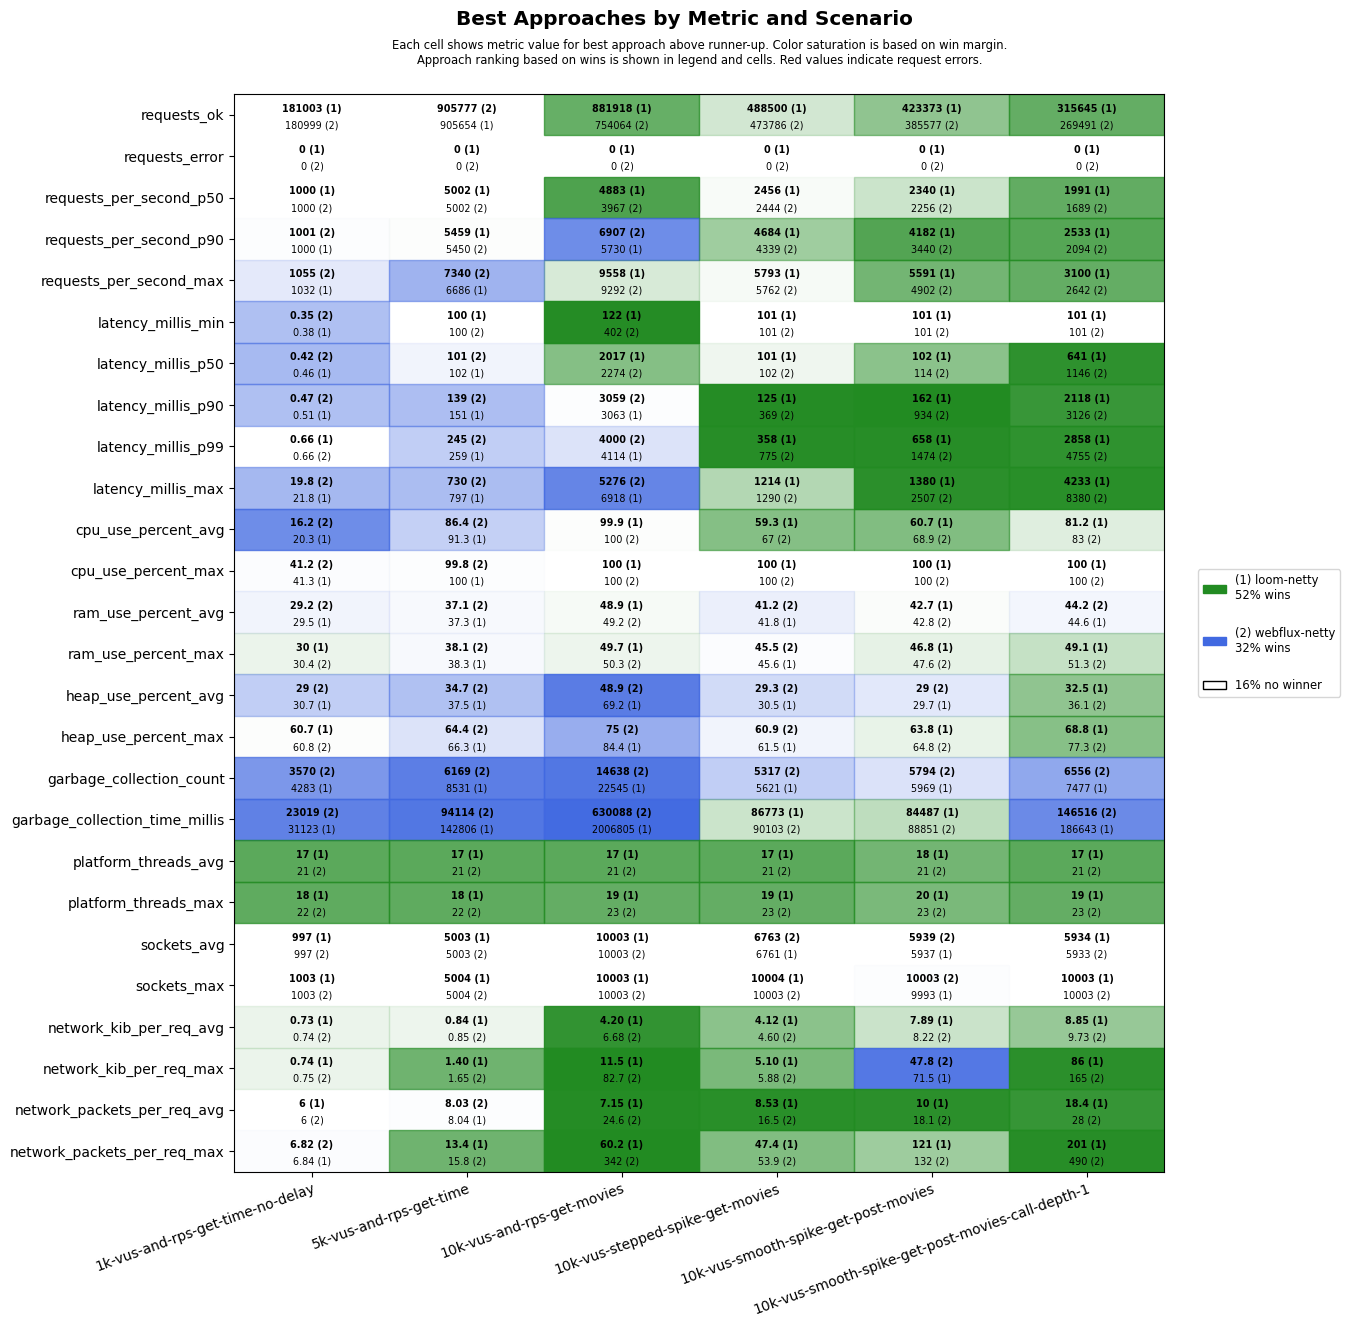 Best Approaches by Metric and Scenario
Each cell shows metric value for best approach above runner-up. Color saturation is based on win margin.
Approach ranking based on wins is shown in legend and cells. Red values indicate request errors.
requests_ok
181003 (1) 905777 (2) 881918 (1) 488500 (1) 423373 (1) 315645 (1)
180999 (2) 905654 (1) 754064 (2) 473786 (2) 385577 (2) 269491 (2)
requests_error
0 (1) 0 (1) 0 (1) 0 (1) 0 (1) 0 (1)
0 (2) 0 (2) 0 (2) 0 (2) 0 (2) 0 (2)
requests_per_second_p50
1000 (1) 5002 (1) 4883 (1) 2456 (1) 2340 (1) 1991 (1)
1000 (2) 5002 (2) 3967 (2) 2444 (2) 2256 (2) 1689 (2)
requests_per_second_p90
1001 (2) 5459 (1) 6907 (2) 4684 (1) 4182 (1) 2533 (1)
1000 (1) 5450 (2) 5730 (1) 4339 (2) 3440 (2) 2094 (2)
requests_per_second_max
1055 (2) 7340 (2) 9558 (1) 5793 (1) 5591 (1) 3100 (1)
1032 (1) 6686 (1) 9292 (2) 5762 (2) 4902 (2) 2642 (2)
latency_millis_min
0.35 (2) 100 (1) 122 (1) 101 (1) 101 (1) 101 (1)
0.38 (1) 100 (2) 402 (2) 101 (2) 101 (2) 101 (2)
latency_millis_p50
0.42 (2) 101 (2) 2017 (1) 101 (1) 102 (1) 641 (1)
0.46 (1) 102 (1) 2274 (2) 102 (2) 114 (2) 1146 (2)
latency_millis_p90
0.47 (2) 139 (2) 3059 (2) 125 (1) 162 (1) 2118 (1)
0.51 (1) 151 (1) 3063 (1) 369 (2) 934 (2) 3126 (2)
latency_millis_p99
0.66 (1) 245 (2) 4000 (2) 358 (1) 658 (1) 2858 (1)
0.66 (2) 259 (1) 4114 (1) 775 (2) 1474 (2) 4755 (2)
latency_millis_max
19.8 (2) 730 (2) 5276 (2) 1214 (1) 1380 (1) 4233 (1)
21.8 (1) 797 (1) 6918 (1) 1290 (2) 2507 (2) 8380 (2)
cpu_use_percent_avg
16.2 (2) 86.4 (2) 99.9 (1) 59.3 (1) 60.7 (1) 81.2 (1)
20.3 (1) 91.3 (1) 100 (2) 67 (2) 68.9 (2) 83 (2)
cpu_use_percent_max
41.2 (2) 99.8 (2) 100 (1) 100 (1) 100 (1) 100 (1)
41.3 (1) 100 (1) 100 (2) 100 (2) 100 (2) 100 (2)
ram_use_percent_avg
29.2 (2) 37.1 (2) 48.9 (1) 41.2 (2) 42.7 (1) 44.2 (2)
29.5 (1) 37.3 (1) 49.2 (2) 41.8 (1) 42.8 (2) 44.6 (1)
ram_use_percent_max
30 (1) 38.1 (2) 49.7 (1) 45.5 (2) 46.8 (1) 49.1 (1)
30.4 (2) 38.3 (1) 50.3 (2) 45.6 (1) 47.6 (2) 51.3 (2)
heap_use_percent_avg
29 (2) 34.7 (2) 48.9 (2) 29.3 (2) 29 (2) 32.5 (1)
30.7 (1) 37.5 (1) 69.2 (1) 30.5 (1) 29.7 (1) 36.1 (2)
heap_use_percent_max
60.7 (1) 64.4 (2) 75 (2) 60.9 (2) 63.8 (1) 68.8 (1)
60.8 (2) 66.3 (1) 84.4 (1) 61.5 (1) 64.8 (2) 77.3 (2)
garbage_collection_count
3570 (2) 6169 (2) 14638 (2) 5317 (2) 5794 (2) 6556 (2)
4283 (1) 8531 (1) 22545 (1) 5621 (1) 5969 (1) 7477 (1)
garbage_collection_time_millis
23019 (2) 94114 (2) 630088 (2) 86773 (1) 84487 (1) 146516 (2)
31123 (1) 142806 (1) 2006805 (1) 90103 (2) 88851 (2) 186643 (1)
platform_threads_avg
17 (1) 17 (1) 17 (1) 17 (1) 18 (1) 17 (1)
21 (2) 21 (2) 21 (2) 21 (2) 21 (2) 21 (2)
platform_threads_max
18 (1) 18 (1) 19 (1) 19 (1) 20 (1) 19 (1)
22 (2) 22 (2) 23 (2) 23 (2) 23 (2) 23 (2)
sockets_avg
997 (1) 5003 (1) 10003 (1) 6763 (2) 5939 (2) 5934 (1)
997 (2) 5003 (2) 10003 (2) 6761 (1) 5937 (1) 5933 (2)
sockets_max
1003 (1) 5004 (1) 10003 (1) 10004 (1) 10003 (2) 10003 (1)
1003 (2) 5004 (2) 10003 (2) 10003 (2) 9993 (1) 10003 (2)
network_kib_per_req_avg
0.73 (1) 0.84 (1) 4.20 (1) 4.12 (1) 7.89 (1) 8.85 (1)
0.74 (2) 0.85 (2) 6.68 (2) 4.60 (2) 8.22 (2) 9.73 (2)
network_kib_per_req_max
0.74 (1) 1.40 (1) 11.5 (1) 5.10 (1) 47.8 (2) 86 (1)
0.75 (2) 1.65 (2) 82.7 (2) 5.88 (2) 71.5 (1) 165 (2)
network_packets_per_req_avg
6 (1) 8.03 (2) 7.15 (1) 8.53 (1) 10 (1) 18.4 (1)
6 (2) 8.04 (1) 24.6 (2) 16.5 (2) 18.1 (2) 28 (2)
network_packets_per_req_max
6.82 (2) 13.4 (1) 60.2 (1) 47.4 (1) 121 (1) 201 (1)
6.84 (1) 15.8 (2) 342 (2) 53.9 (2) 132 (2) 490 (2)
1k-vus-and-rps-get-time-no-delay
5k-vus-and-rps-get-time
10k-vus-and-rps-get-movies
10k-vus-stepped-spike-get-movies
10k-vus-smooth-spike-get-post-movies
10k-vus-smooth-spike-get-post-movies-call-depth-1
(1) loom-netty
52% wins
(2) webflux-netty
32% wins
16% no winner